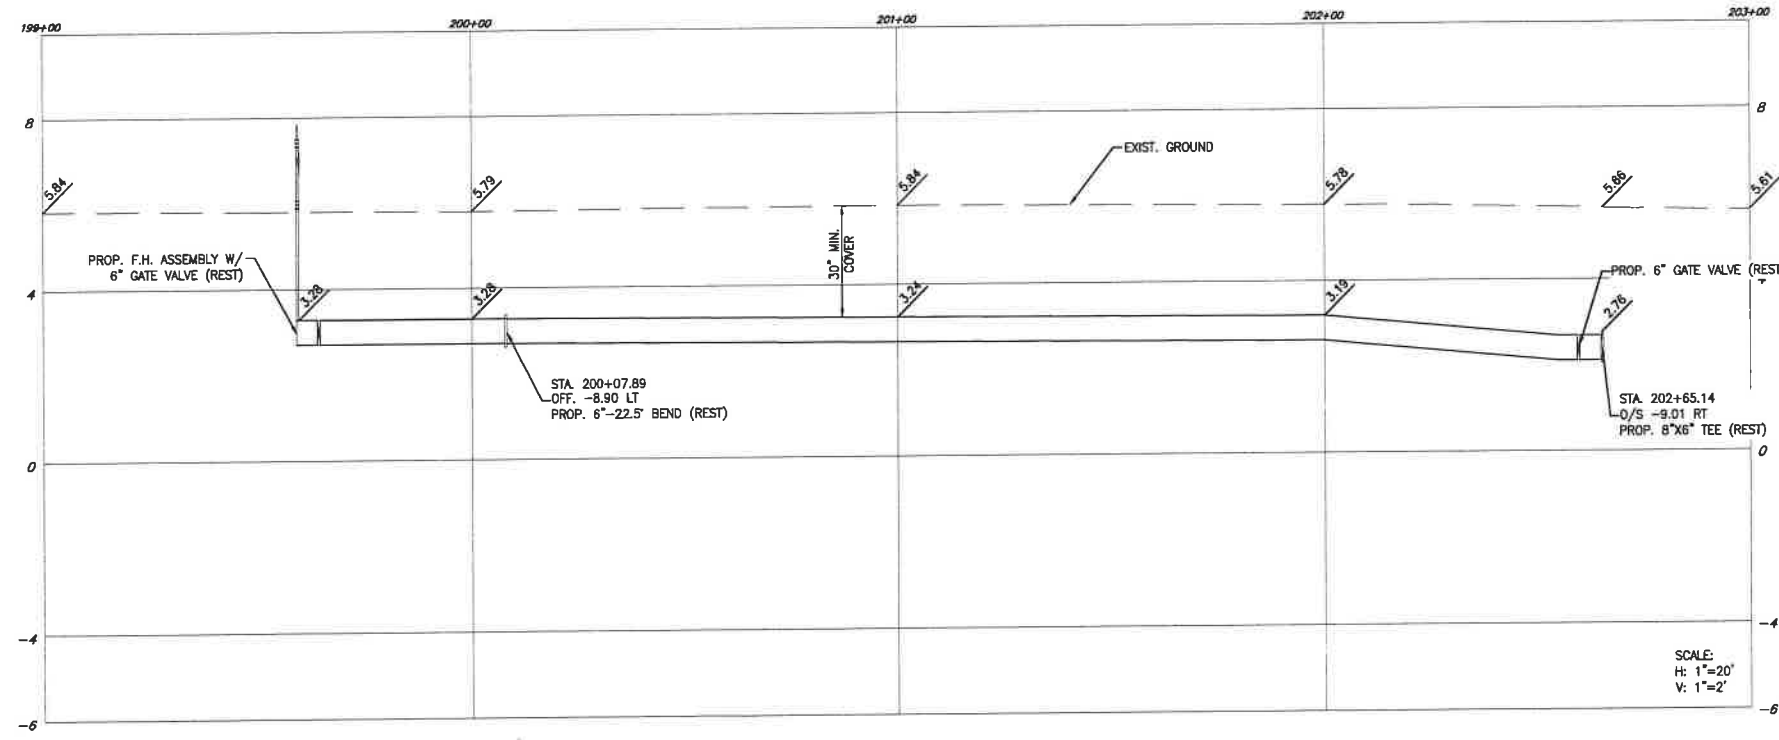 199+00
200+00
201+00
202+00
203+00
8
8
EXIST. GROUND
5.84
5.79
5.84
5.78
5.66
5.61
30" MIN.
COVER
PROP. F.H. ASSEMBLY W/
6" GATE VALVE (REST)
PROP. 6" GATE VALVE (REST
4
3.28
3.28
3.24
3.19
2.76
STA. 200+07.89
OFF. -8.90 LT
PROP. 6"-22.5° BEND (REST)
STA. 202+65.14
O/S -9.01 RT
PROP. 8"X6" TEE (REST)
0
0
-4
-4
SCALE:
H: 1"=20'
V: 1"=2'
-6
-6